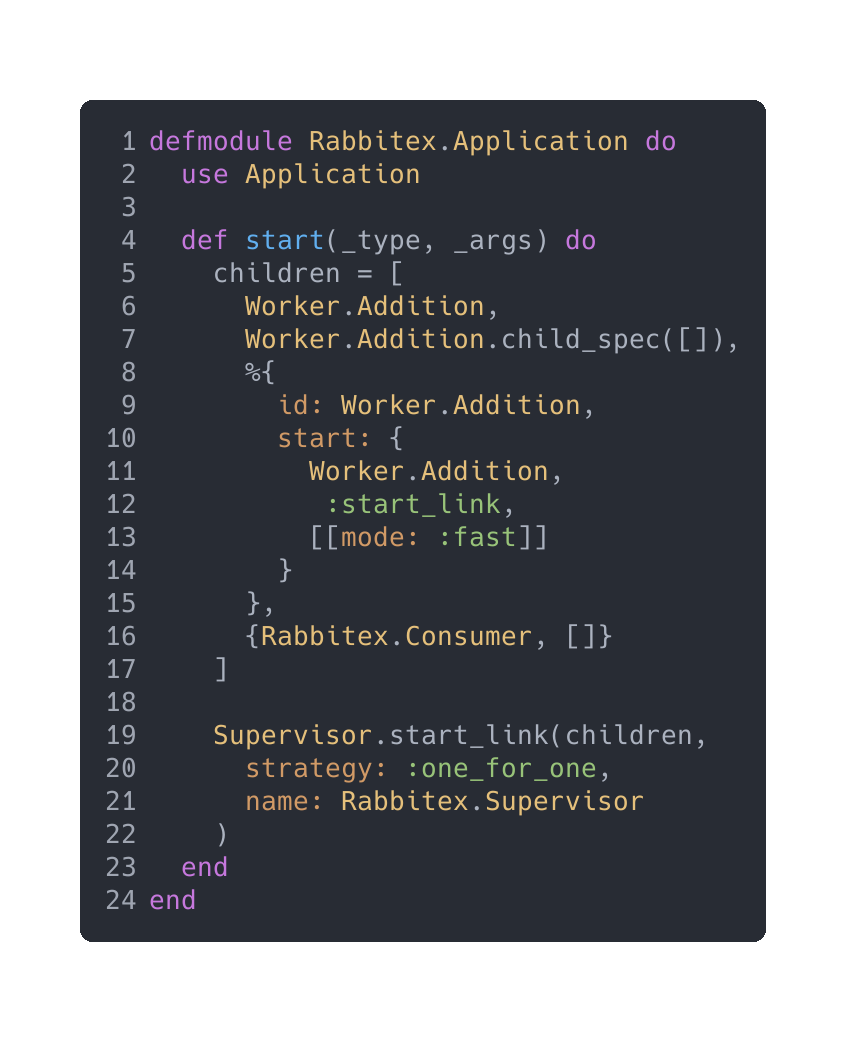 1 defmodule Rabbitex.Application do
2   use Application
3
4   def start(_type, _args) do
5     children = [
6       Worker.Addition,
7       Worker.Addition.child_spec([]),
8       %{
9         id: Worker.Addition,
10         start: {
11           Worker.Addition,
12            :start_link,
13           [[mode: :fast]]
14         }
15       },
16       {Rabbitex.Consumer, []}
17     ]
18
19     Supervisor.start_link(children,
20       strategy: :one_for_one,
21       name: Rabbitex.Supervisor
22     )
23   end
24 end